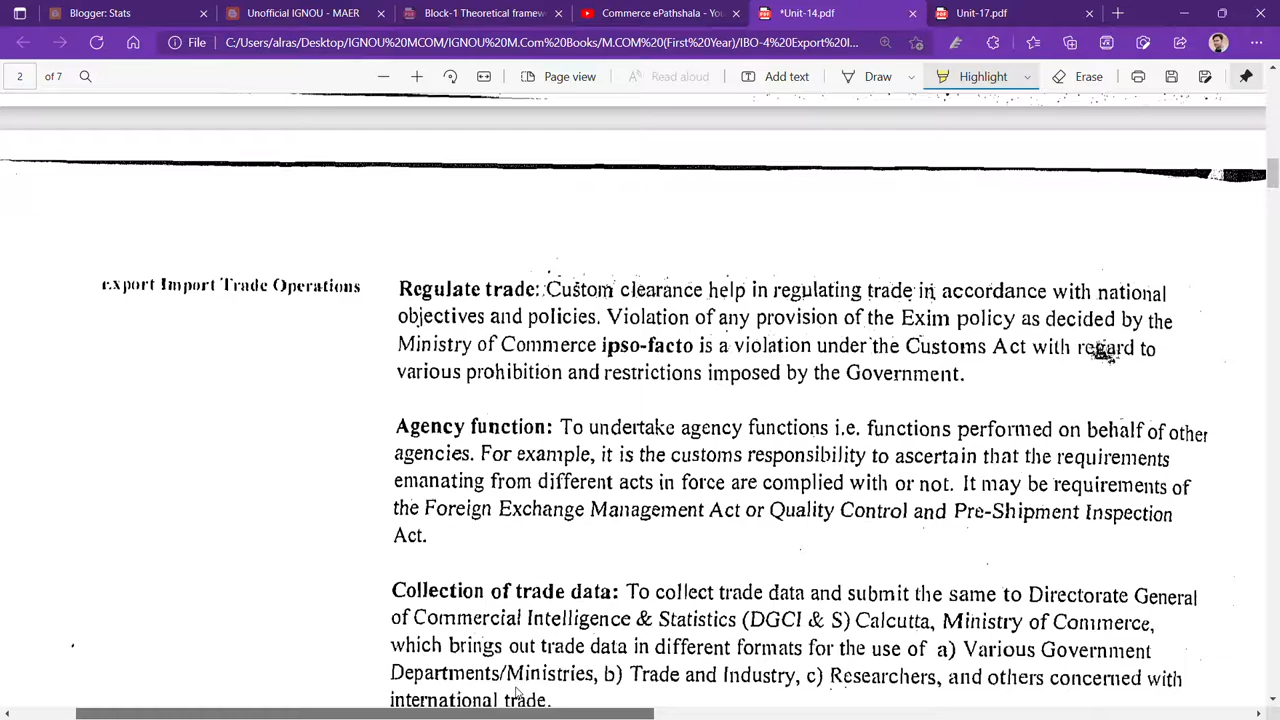 Blogger: Stats
Unofficial IGNOU - MAER
Block-1 Theoretical framew
Commerce ePathshala - You
*Unit-14.pdf
Unit-17.pdf
File C:/Users/alras/Desktop/IGNOU%20MCOM/IGNOU%20M.Com%20Books/M.COM%20(First%20Year)/IBO-4%20Export%20I...
2 of 7
Page view
Read aloud
Add text
Draw
Highlight
Erase
export Import Trade Operations
Regulate trade: Custom clearance help in regulating trade in accordance with national
objectives and policies. Violation of any provision of the Exim policy as decided by the
Ministry of Commerce ipso-facto is a violation under the Customs Act with regard to
various prohibition and restrictions imposed by the Government.
Agency function: To undertake agency functions i.e. functions performed on behalf of other
agencies. For example, it is the customs responsibility to ascertain that the requirements
emanating from different acts in force are complied with or not. It may be requirements of
the Foreign Exchange Management Act or Quality Control and Pre-Shipment Inspection
Act.
Collection of trade data: To collect trade data and submit the same to Directorate General
of Commercial Intelligence & Statistics (DGCI & S) Calcutta, Ministry of Commerce,
which brings out trade data in different formats for the use of a) Various Government
Departments/Ministries, b) Trade and Industry, c) Researchers, and others concerned with
international trade.